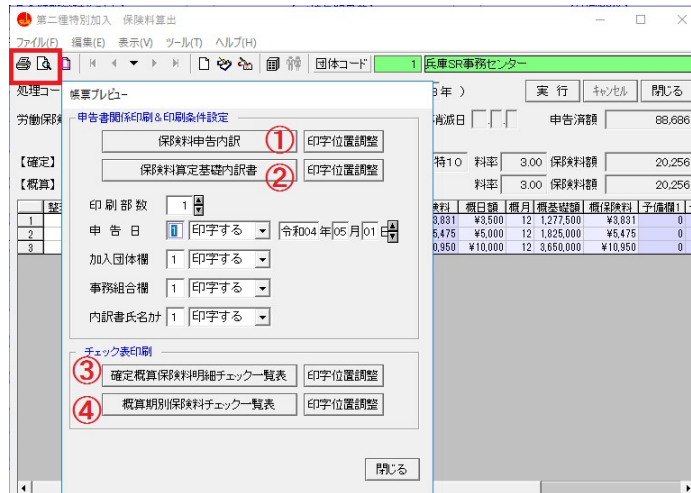 第二種特別加入　保険料算出
ファイル(F)　編集(E)　表示(V)　ツール(T)　ヘルプ(H)
団体コード　1　兵庫SR事務センター
処理コー　3年　)　実 行　ｷｬﾝｾﾙ　閉じる
帳票プレビュー
労働保険　消滅日　申告済額　88,686
申告書関係印刷＆印刷条件設定
保険料申告内訳　①　印字位置調整
保険料算定基礎内訳書　②　印字位置調整
【確定】　特10　料率　3.00　保険料額　20,256
【概算】　料率　3.00　保険料額　20,256
印刷部数　1
申　告　日　1　印字する　令和04年05月01日
加入団体欄　1　印字する
事務組合欄　1　印字する
内訳書氏名ｶﾅ　1　印字する
整　険料　概日額　概月　概基礎額　概保険料　予備欄1
1　3,831　¥3,500　12　1,277,500　¥3,831　0
2　5,475　¥5,000　12　1,825,000　¥5,475　0
3　0,950　¥10,000　12　3,650,000　¥10,950　0
チェック表印刷
③　確定概算保険料明細チェック一覧表　印字位置調整
④　概算期別保険料チェック一覧表　印字位置調整
閉じる